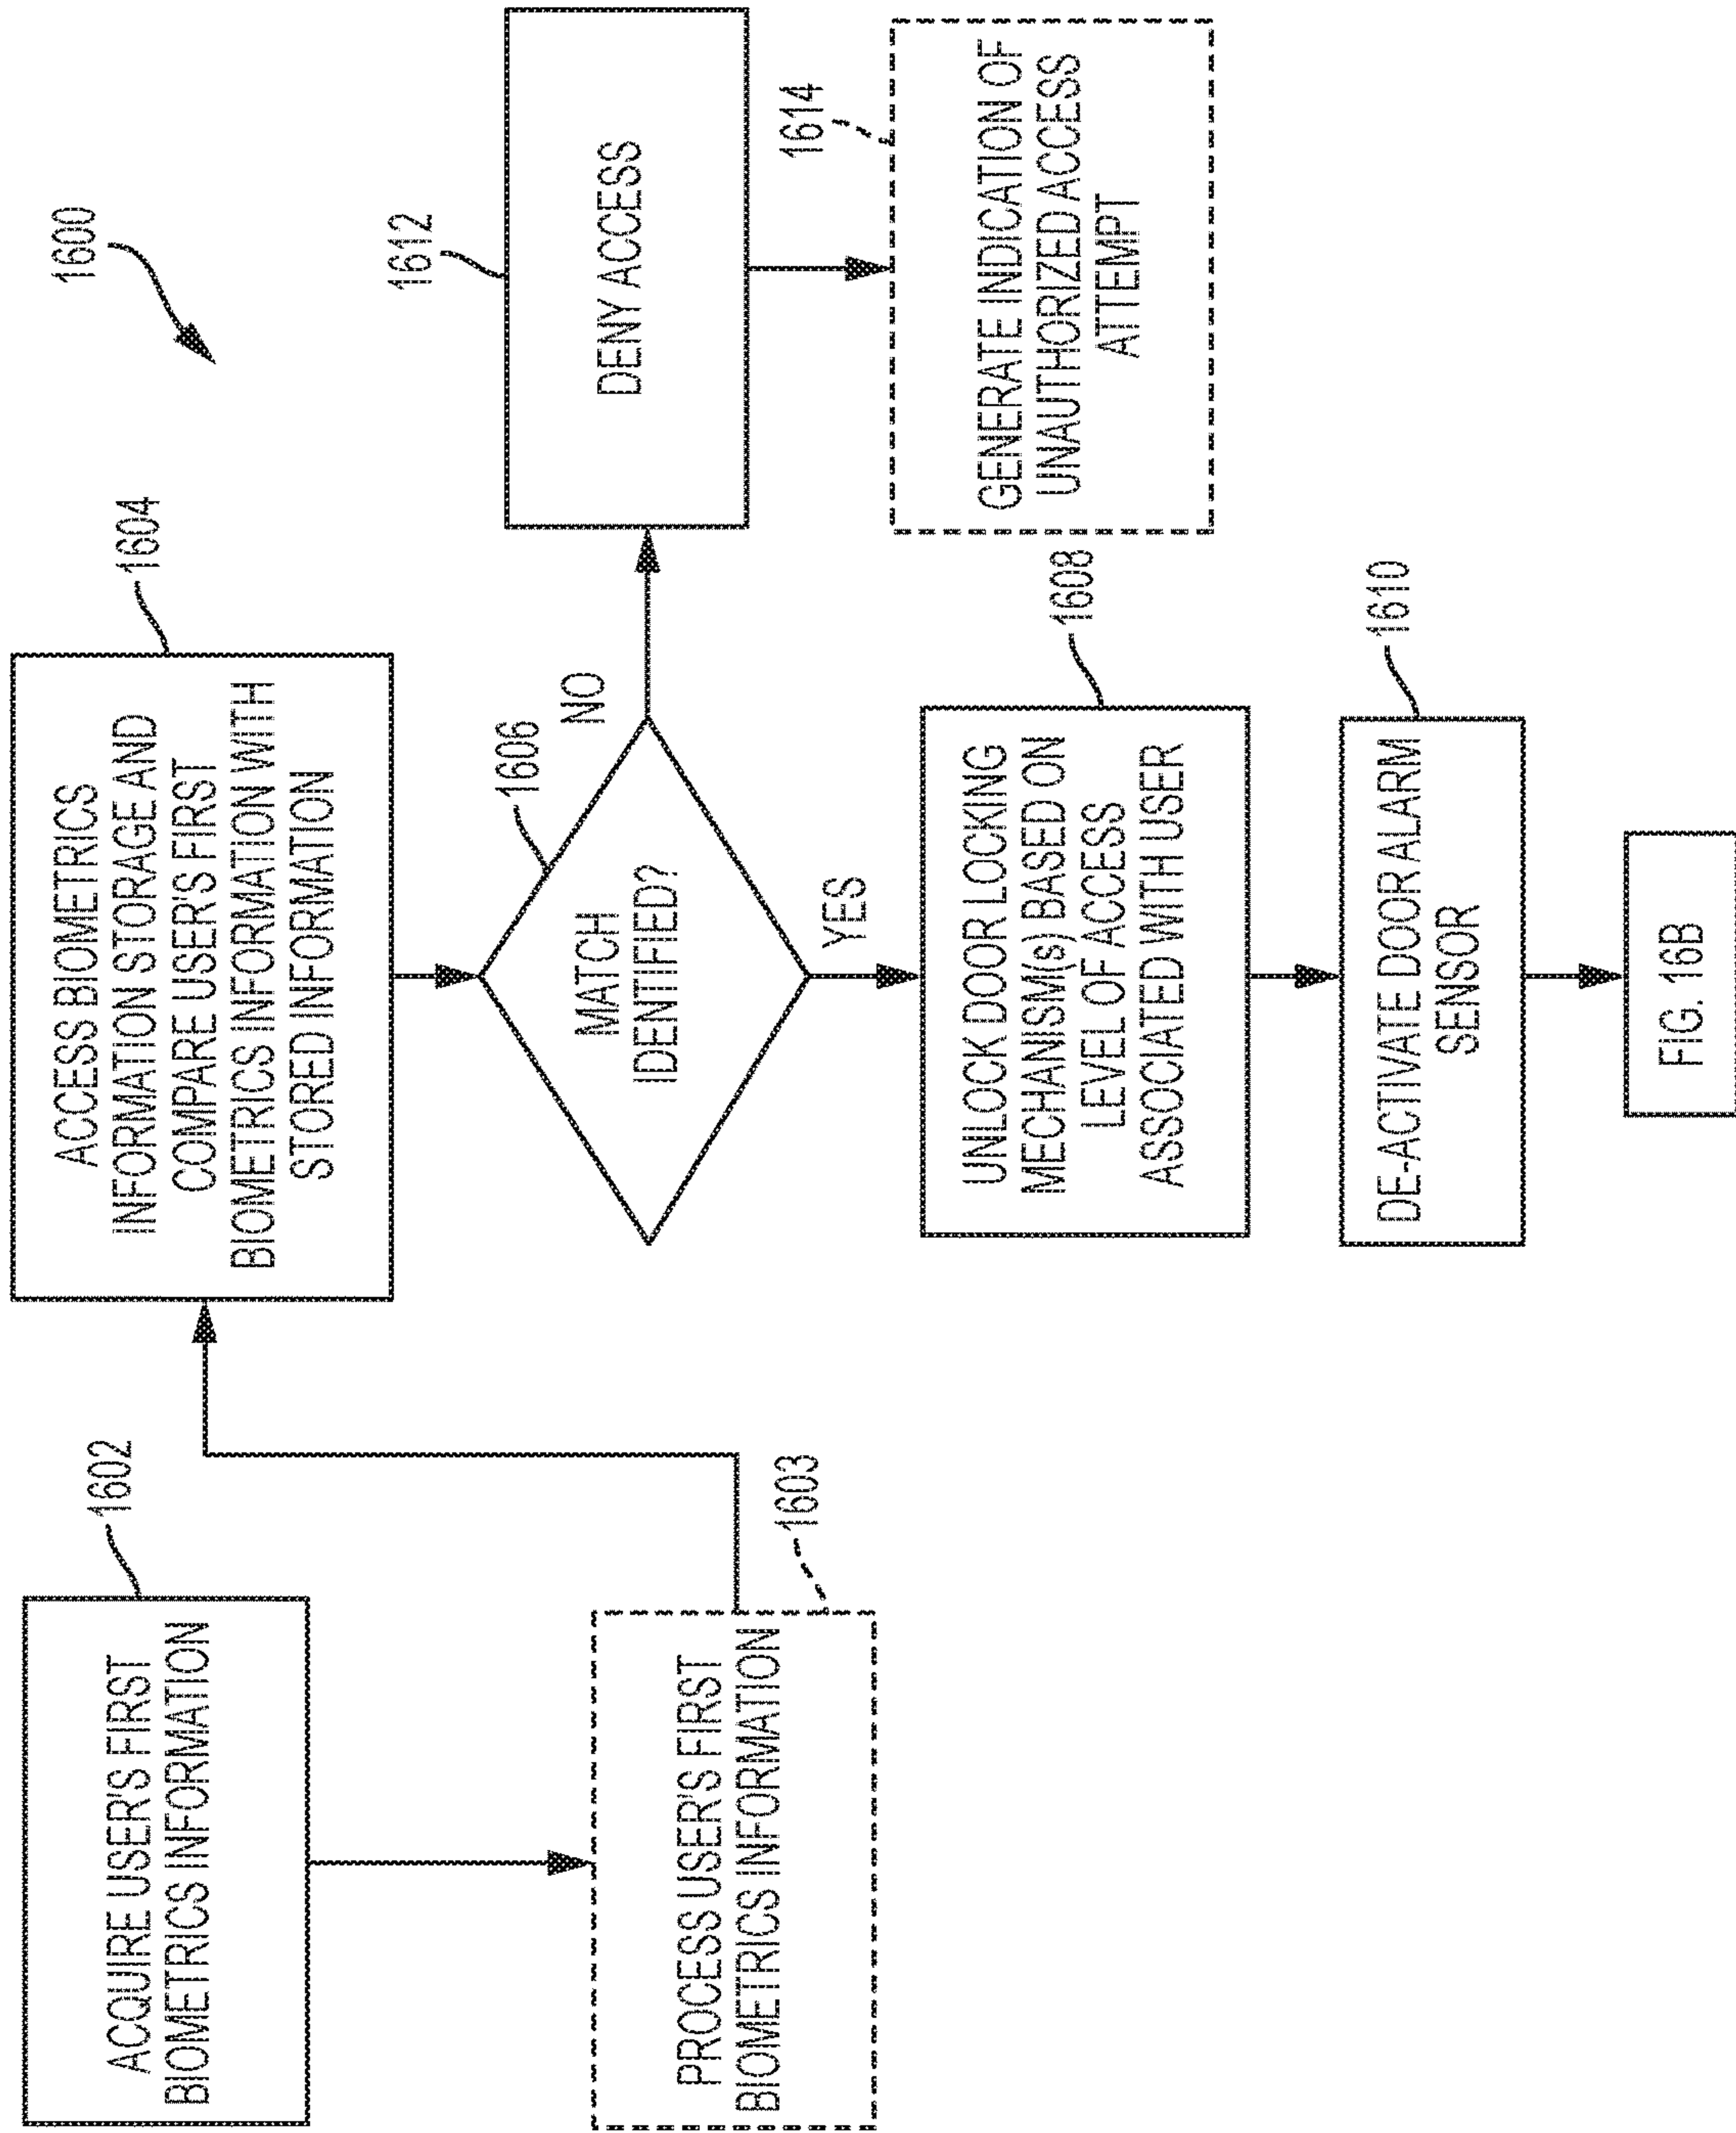 1600
1602
ACQUIRE USER'S FIRST
BIOMETRICS INFORMATION
1603
PROCESS USER'S FIRST
BIOMETRICS INFORMATION
1604
ACCESS BIOMETRICS
INFORMATION STORAGE AND
COMPARE USER'S FIRST
BIOMETRICS INFORMATION WITH
STORED INFORMATION
1606
MATCH
IDENTIFIED?
NO
YES
1612
DENY ACCESS
1614
GENERATE INDICATION OF
UNAUTHORIZED ACCESS
ATTEMPT
1608
UNLOCK DOOR LOCKING
MECHANISM(s) BASED ON
LEVEL OF ACCESS
ASSOCIATED WITH USER
1610
DE-ACTIVATE DOOR ALARM
SENSOR
FIG. 16B